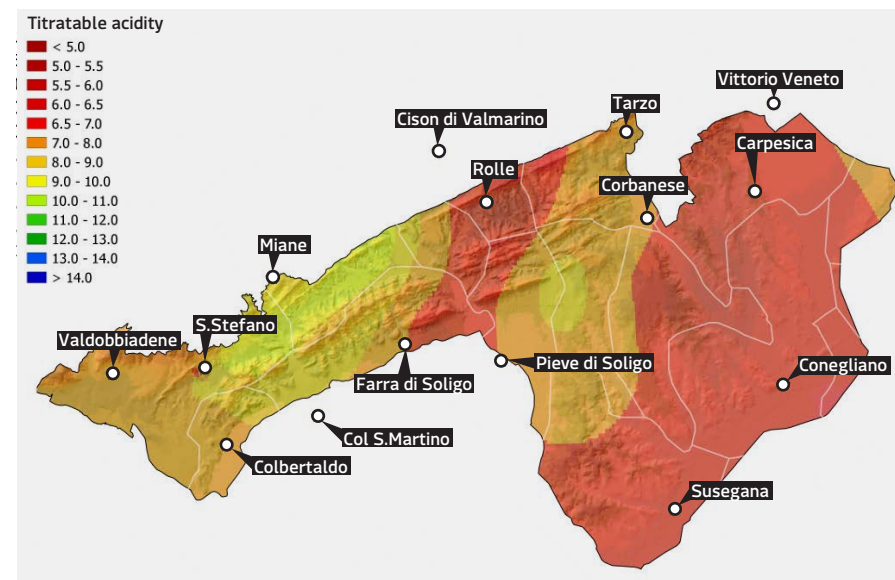 Titratable acidity
< 5.0
5.0 - 5.5
5.5 - 6.0
6.0 - 6.5
6.5 - 7.0
7.0 - 8.0
8.0 - 9.0
9.0 - 10.0
10.0 - 11.0
11.0 - 12.0
12.0 - 13.0
13.0 - 14.0
> 14.0
Vittorio Veneto
Tarzo
Cison di Valmarino
Carpesica
Rolle
Corbanese
Miane
S.Stefano
Valdobbiadene
Pieve di Soligo
Conegliano
Farra di Soligo
Col S.Martino
Colbertaldo
Susegana